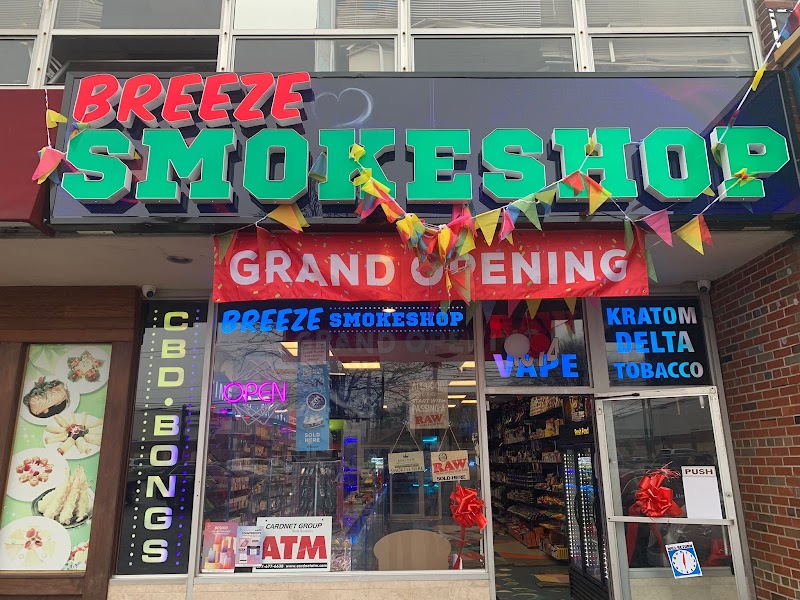 BREEZE
SMOKESHOP
GRAND OPENING
BREEZE SMOKESHOP
VAPE
KRATOM
DELTA
TOBACCO
CBD•BONGS
OPEN
SOLD
HERE
PASSING
RAW
RAW
SOLD HERE
PUSH
CARDNET GROUP
ATM